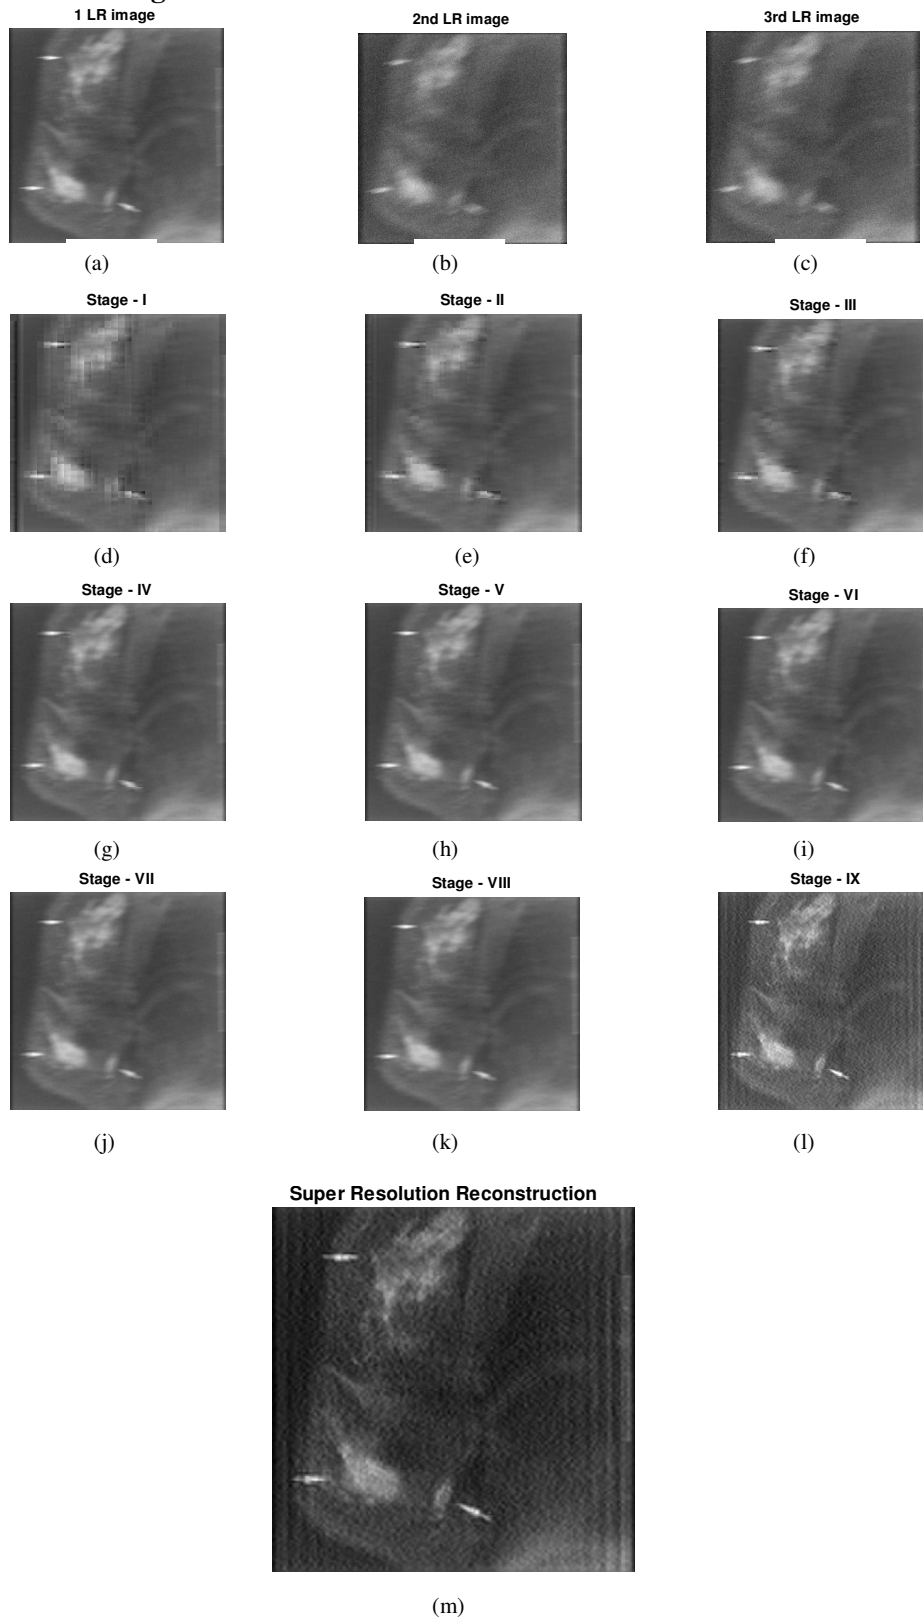 1 LR image
2nd LR image
3rd LR image
(a)
(b)
(c)
Stage - I
Stage - II
Stage - III
(d)
(e)
(f)
Stage - IV
Stage - V
Stage - VI
(g)
(h)
(i)
Stage - VII
Stage - VIII
Stage - IX
(j)
(k)
(l)
Super Resolution Reconstruction
(m)